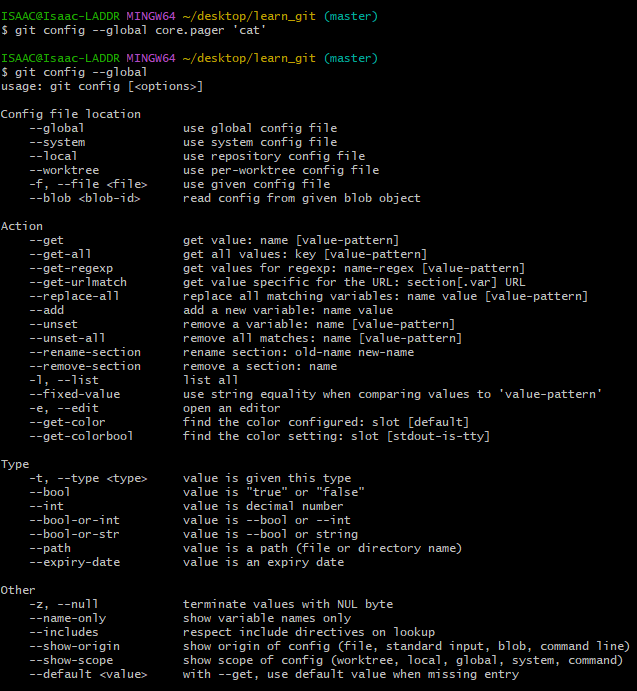 ISAAC@Isaac-LADDR MINGW64 ~/desktop/learn_git (master)
$ git config --global core.pager 'cat'
ISAAC@Isaac-LADDR MINGW64 ~/desktop/learn_git (master)
$ git config --global
usage: git config [<options>]
Config file location
--global use global config file
--system use system config file
--local use repository config file
--worktree use per-worktree config file
-f, --file <file> use given config file
--blob <blob-id> read config from given blob object
Action
--get get value: name [value-pattern]
--get-all get all values: key [value-pattern]
--get-regexp get values for regexp: name-regex [value-pattern]
--get-urlmatch get value specific for the URL: section[.var] URL
--replace-all replace all matching variables: name value [value-pattern]
--add add a new variable: name value
--unset remove a variable: name [value-pattern]
--unset-all remove all matches: name [value-pattern]
--rename-section rename section: old-name new-name
--remove-section remove a section: name
-l, --list list all
--fixed-value use string equality when comparing values to 'value-pattern'
-e, --edit open an editor
--get-color find the color configured: slot [default]
--get-colorbool find the color setting: slot [stdout-is-tty]
Type
-t, --type <type> value is given this type
--bool value is "true" or "false"
--int value is decimal number
--bool-or-int value is --bool or --int
--bool-or-str value is --bool or string
--path value is a path (file or directory name)
--expiry-date value is an expiry date
Other
-z, --null terminate values with NUL byte
--name-only show variable names only
--includes respect include directives on lookup
--show-origin show origin of config (file, standard input, blob, command line)
--show-scope show scope of config (worktree, local, global, system, command)
--default <value> with --get, use default value when missing entry